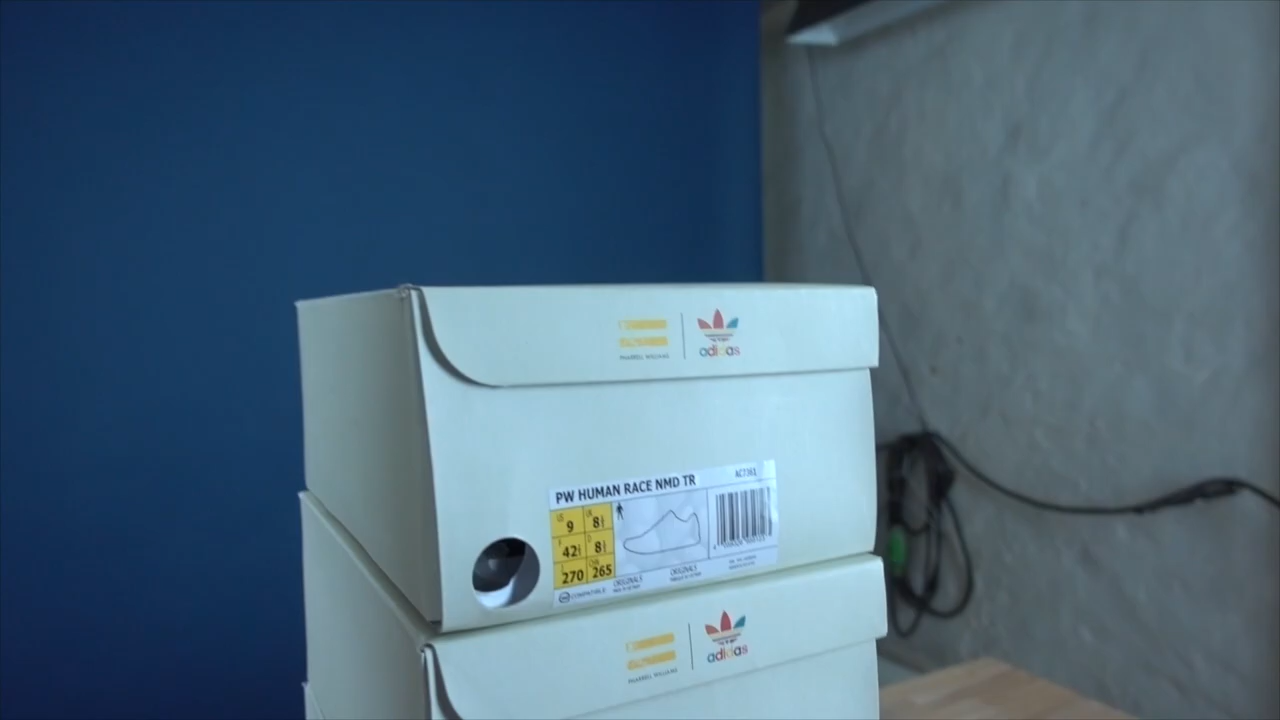 PHARRELL WILLIAMS
adidas
PW HUMAN RACE NMD TR
AC7361
US 9
UK 8½
F 42⅔
D 8½
J 270
CHN 265
COMPATIBLE
ORIGINALS
ORIGINALS
PHARRELL WILLIAMS
adidas